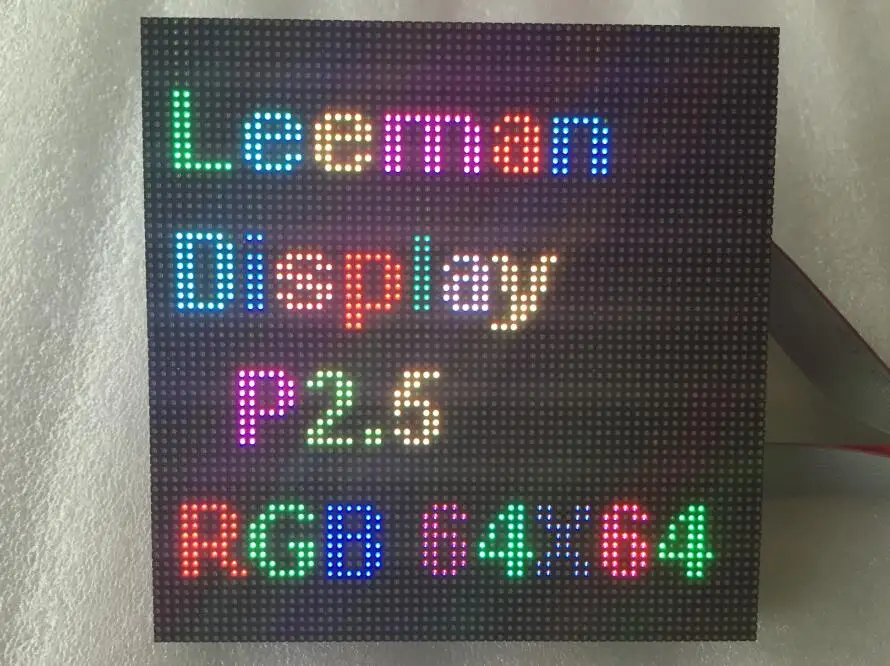 Leeman
Display
P2.5
RGB 64X64